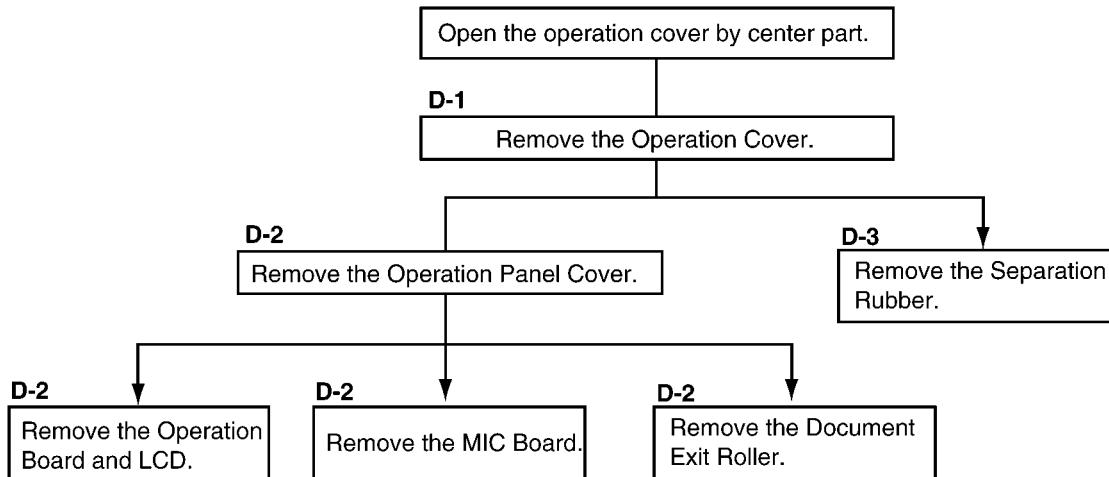 Open the operation cover by center part.
D-1
Remove the Operation Cover.
D-2
Remove the Operation Panel Cover.
D-3
Remove the Separation
Rubber.
D-2
Remove the Operation
Board and LCD.
D-2
Remove the MIC Board.
D-2
Remove the Document
Exit Roller.